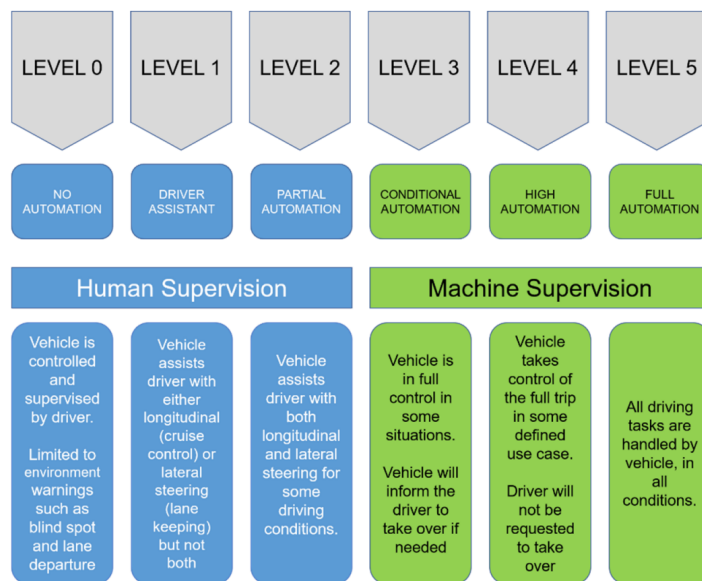 LEVEL 0
LEVEL 1
LEVEL 2
LEVEL 3
LEVEL 4
LEVEL 5
NO
AUTOMATION
DRIVER
ASSISTANT
PARTIAL
AUTOMATION
CONDITIONAL
AUTOMATION
HIGH
AUTOMATION
FULL
AUTOMATION
Human Supervision
Machine Supervision
Vehicle is
controlled
and
supervised
by driver.
Limited to
environment
warnings
such as
blind spot
and lane
departure
Vehicle
assists
driver with
either
longitudinal
(cruise
control) or
lateral
steering
(lane
keeping)
but not
both
Vehicle
assists
driver with
both
longitudinal
and lateral
steering for
some
driving
conditions.
Vehicle is
in full
control in
some
situations.
Vehicle will
inform the
driver to
take over if
needed
Vehicle
takes
control of
the full trip
in some
defined
use case.
Driver will
not be
requested
to take
over
All driving
tasks are
handled by
vehicle, in
all
conditions.